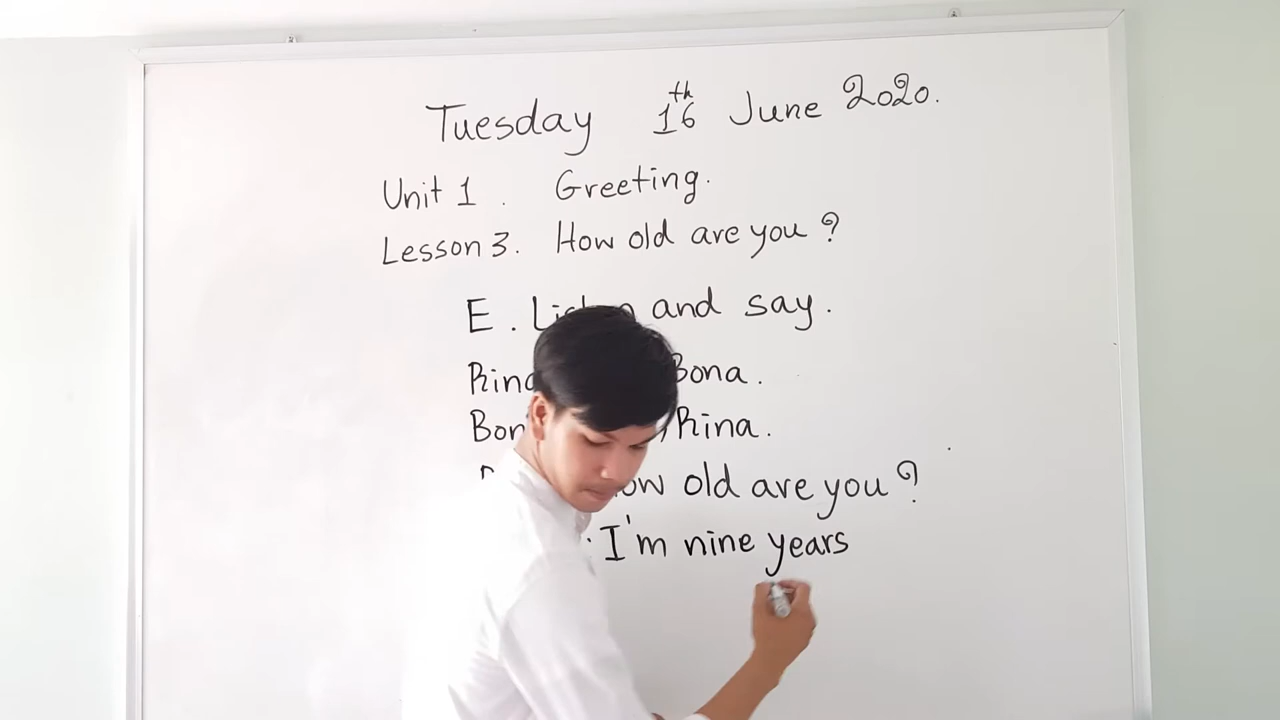 Tuesday 16th June 2020.
Unit 1. Greeting.
Lesson 3. How old are you?
E. and say.
Bona.
Rina.
old are you?
I'm nine years